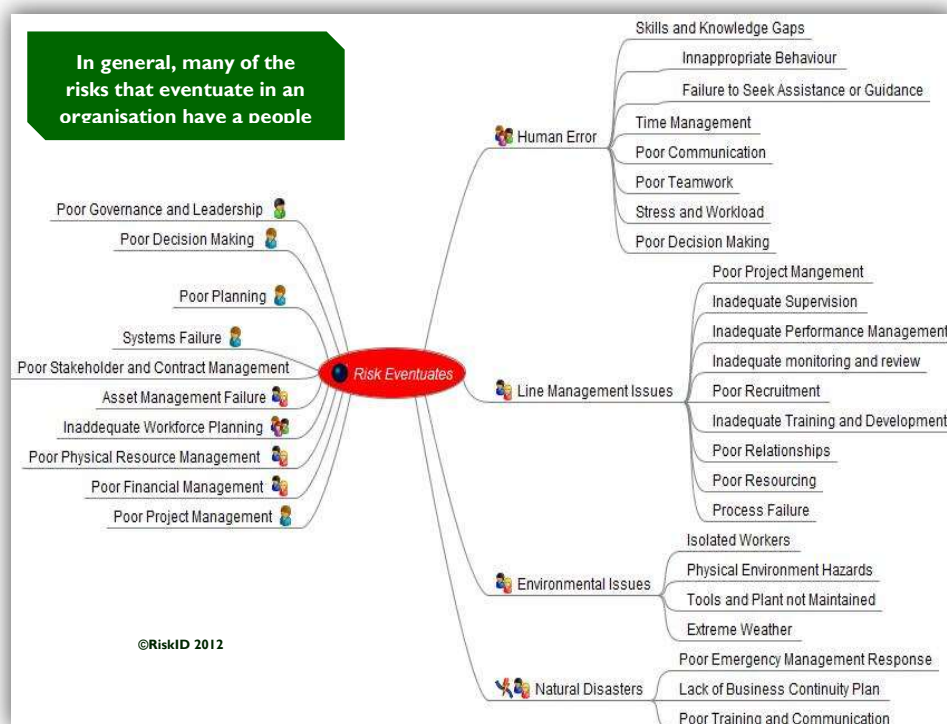 In general, many of the
risks that eventuate in an
organisation have a people
Poor Governance and Leadership
Poor Decision Making
Poor Planning
Systems Failure
Poor Stakeholder and Contract Management
Asset Management Failure
Inaddequate Workforce Planning
Poor Physical Resource Management
Poor Financial Management
Poor Project Management
Risk Eventuates
Human Error
Skills and Knowledge Gaps
Innappropriate Behaviour
Failure to Seek Assistance or Guidance
Time Management
Poor Communication
Poor Teamwork
Stress and Workload
Poor Decision Making
Line Management Issues
Poor Project Mangement
Inadequate Supervision
Inadequate Performance Management
Inadequate monitoring and review
Poor Recruitment
Inadequate Training and Development
Poor Relationships
Poor Resourcing
Process Failure
Environmental Issues
Isolated Workers
Physical Environment Hazards
Tools and Plant not Maintained
Extreme Weather
Natural Disasters
Poor Emergency Management Response
Lack of Business Continuity Plan
Poor Training and Communication
©RiskID 2012